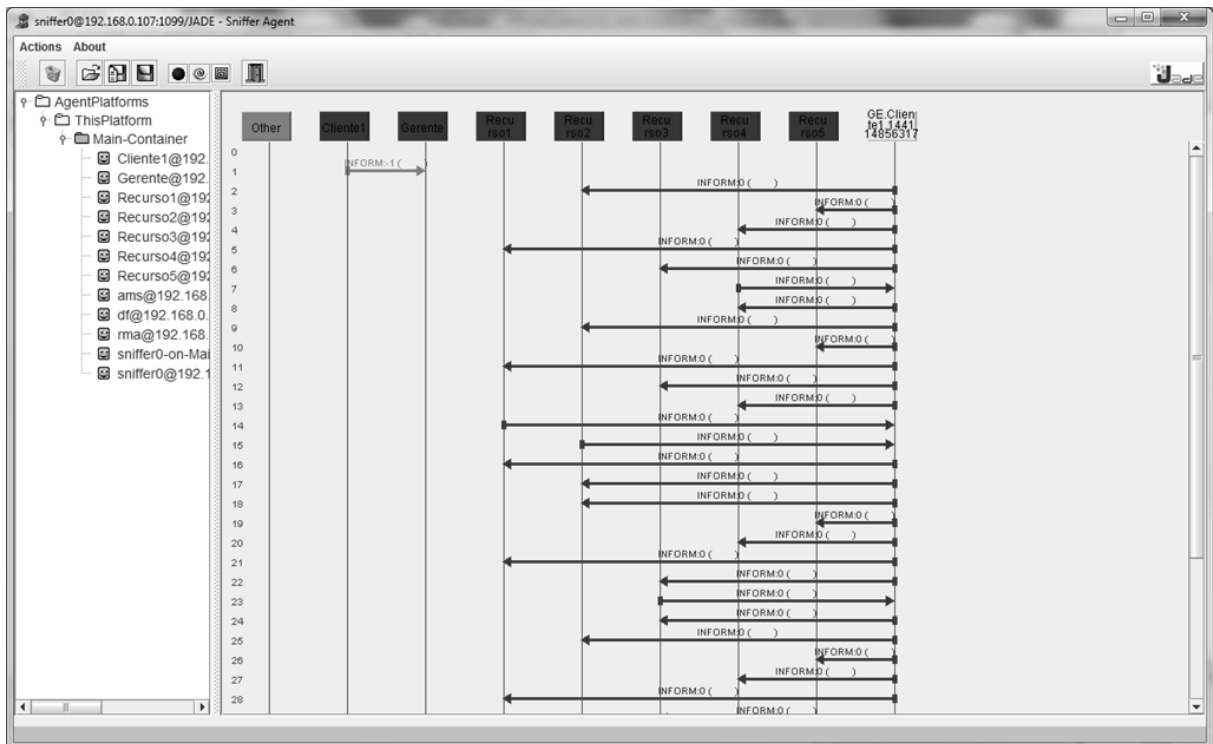 sniffer0@192.168.0.107:1099/JADE - Sniffer Agent
Actions About
Jade
AgentPlatforms
ThisPlatform
Main-Container
Cliente1@192.
Gerente@192.
Recurso1@192
Recurso2@192
Recurso3@192
Recurso4@192
Recurso5@192
ams@192.168.
df@192.168.0.
rma@192.168.
sniffer0-on-Mai
sniffer0@192.1
Other Cliente1 Gerente Recu Recu Recu Recu Recu GE.Clien
rso1 rso2 rso3 rso4 rso5 te1.1441
14856317
0
INFORM:-1 ( )
1
INFORM:0 ( )
2
INFORM:0 (
3
INFORM:0 ( )
4
INFORM:0 ( )
5
INFORM:0 ( )
6
INFORM:0 ( )
7
INFORM:0 ( )
8
INFORM:0 ( )
9
INFORM:0 (
10
INFORM:0 ( )
11
INFORM:0 ( )
12
INFORM:0 ( )
13
INFORM:0 ( )
14
INFORM:0 ( )
15
INFORM:0 ( )
16
INFORM:0 ( )
17
INFORM:0 ( )
18
INFORM:0 (
19
INFORM:0 ( )
20
INFORM:0 ( )
21
INFORM:0 ( )
22
INFORM:0 ( )
23
INFORM:0 ( )
24
INFORM:0 ( )
25
INFORM:0 (
26
INFORM:0 ( )
27
INFORM:0 ( )
28
INFORM:0 ( )